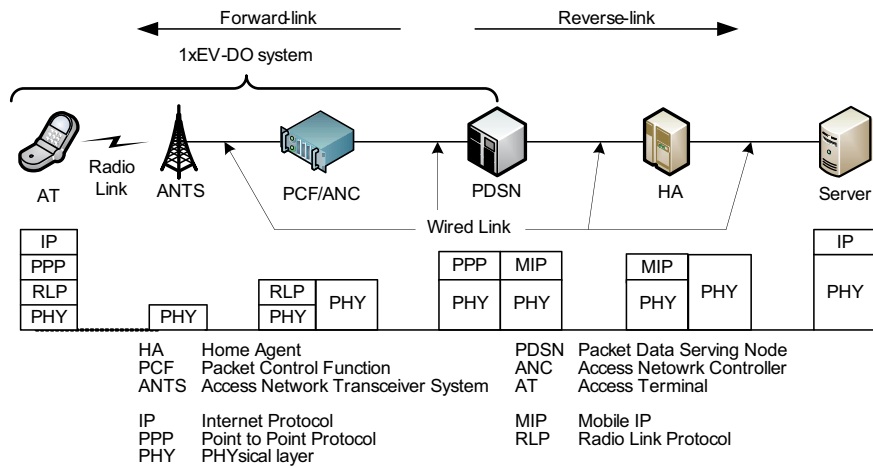 Forward-link
Reverse-link
1xEV-DO system
AT
Radio
Link
ANTS
PCF/ANC
PDSN
HA
Server
Wired Link
IP
PPP
RLP
PHY
PHY
RLP
PHY
PHY
PPP
MIP
PHY
PHY
MIP
PHY
PHY
IP
PHY
HA Home Agent
PCF Packet Control Function
ANTS Access Network Transceiver System
PDSN Packet Data Serving Node
ANC Access Netowrk Controller
AT Access Terminal
IP Internet Protocol
PPP Point to Point Protocol
PHY PHYsical layer
MIP Mobile IP
RLP Radio Link Protocol